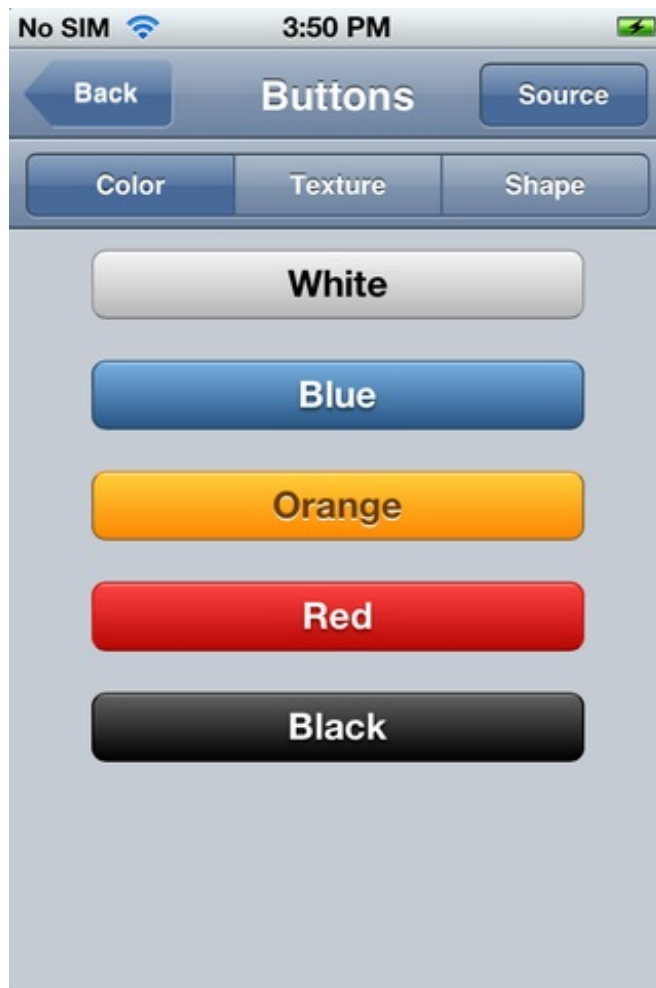 No SIM 3:50 PM
Back Buttons Source
Color Texture Shape
White
Blue
Orange
Red
Black